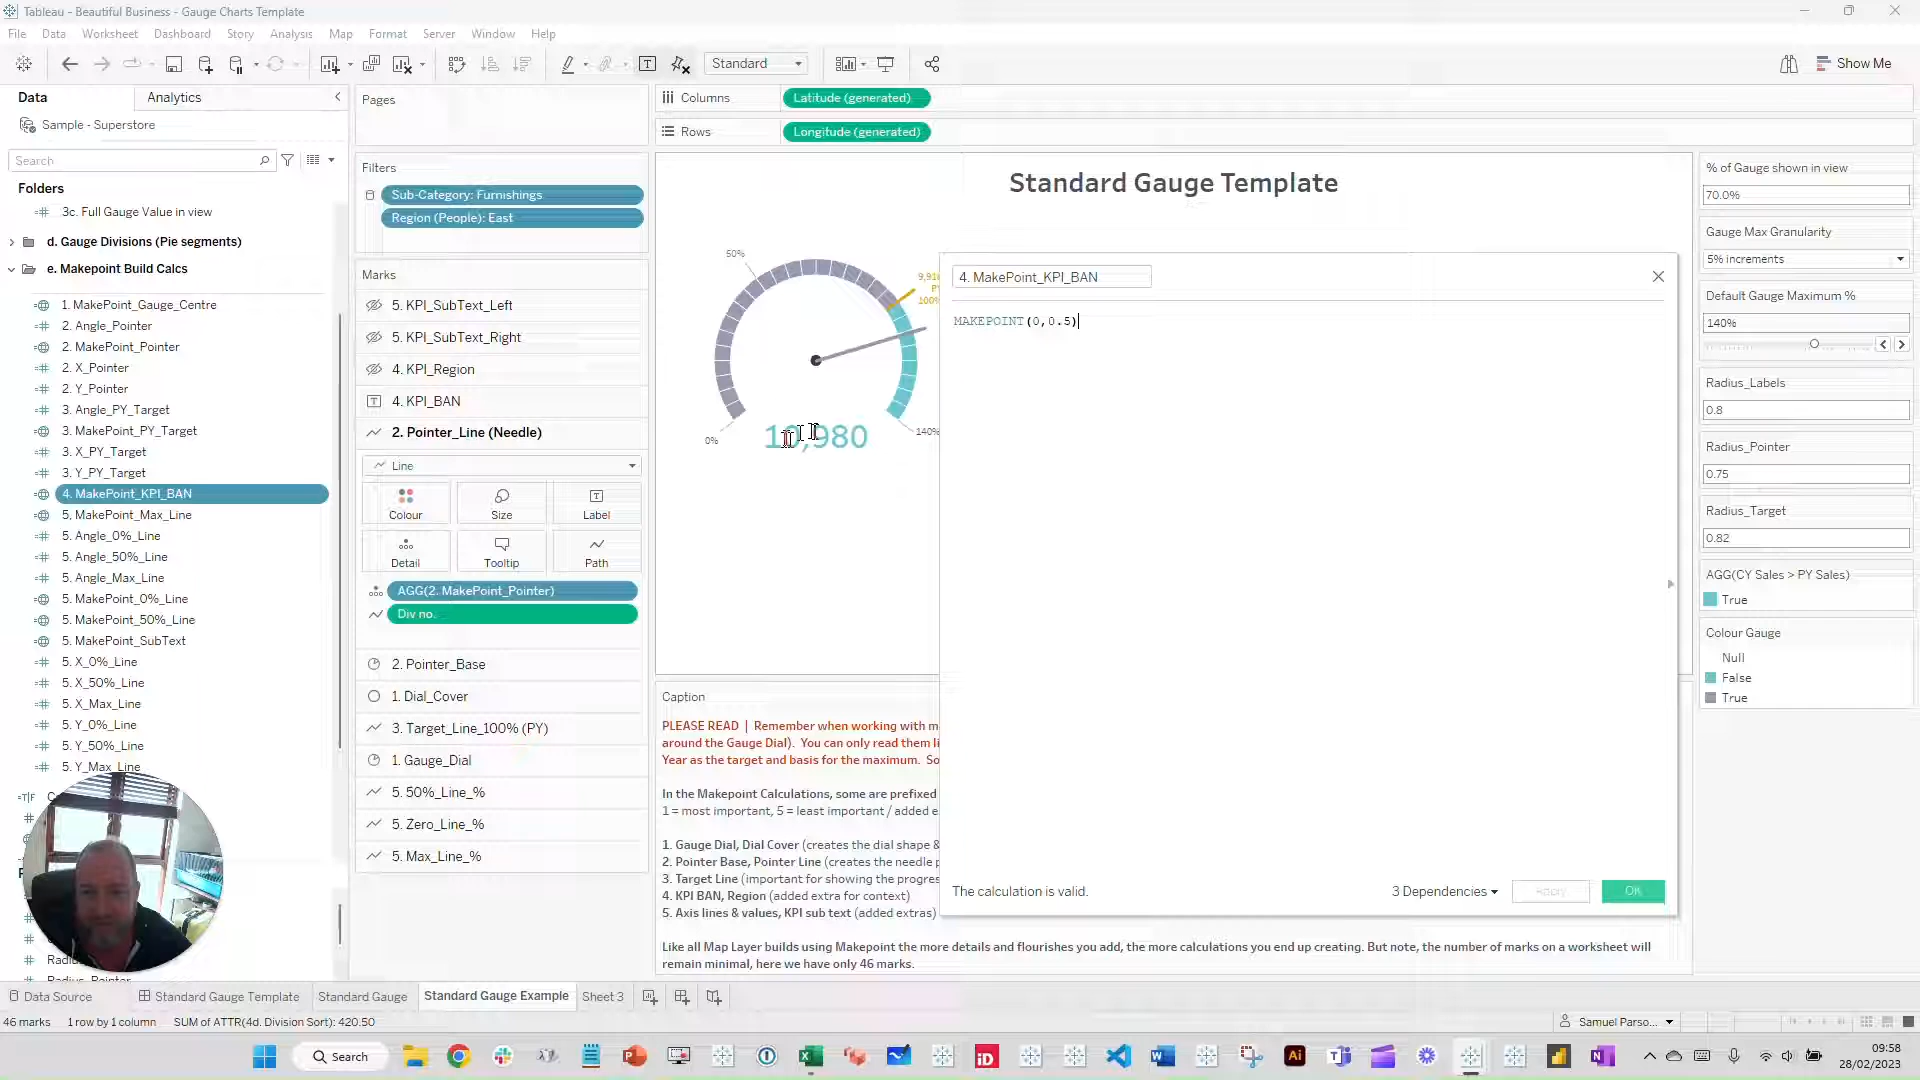 Tableau - Beautiful Business - Gauge Charts Template
File Data Worksheet Dashboard Story Analysis Map Format Server Window Help
Standard
Show Me
Data
Analytics
Sample - Superstore
Search
Folders
3c. Full Gauge Value in view
d. Gauge Divisions (Pie segments)
e. Makepoint Build Calcs
1. MakePoint_Gauge_Centre
2. Angle_Pointer
2. MakePoint_Pointer
2. X_Pointer
2. Y_Pointer
3. Angle_PY_Target
3. MakePoint_PY_Target
3. X_PY_Target
3. Y_PY_Target
4. MakePoint_KPI_BAN
5. MakePoint_Max_Line
5. Angle_0%_Line
5. Angle_50%_Line
5. Angle_Max_Line
5. MakePoint_0%_Line
5. MakePoint_50%_Line
5. MakePoint_SubText
5. X_0%_Line
5. X_50%_Line
5. X_Max_Line
5. Y_0%_Line
5. Y_50%_Line
5. Y_Max_Line
Pages
Filters
Sub-Category: Furnishings
Region (People): East
Marks
5. KPI_SubText_Left
5. KPI_SubText_Right
4. KPI_Region
4. KPI_BAN
2. Pointer_Line (Needle)
Line
Colour
Size
Label
Detail
Tooltip
Path
AGG(2. MakePoint_Pointer)
Div no.
2. Pointer_Base
1. Dial_Cover
3. Target_Line_100% (PY)
1. Gauge_Dial
5. 50%_Line_%
5. Zero_Line_%
5. Max_Line_%
Columns
Latitude (generated)
Rows
Longitude (generated)
Standard Gauge Template
50%
100%
0%
140%
10,980
4. MakePoint_KPI_BAN
MAKEPOINT(0,0.5)
The calculation is valid.
3 Dependencies
Apply
OK
Caption
PLEASE READ | Remember when working with m
around the Gauge Dial). You can only read them li
Year as the target and basis for the maximum. So
In the Makepoint Calculations, some are prefixed
1 = most important, 5 = least important / added e
1. Gauge Dial, Dial Cover (creates the dial shape &
2. Pointer Base, Pointer Line (creates the needle p
3. Target Line (important for showing the progres
4. KPI BAN, Region (added extra for context)
5. Axis lines & values, KPI sub text (added extras)
Like all Map Layer builds using Makepoint the more details and flourishes you add, the more calculations you end up creating. But note, the number of marks on a worksheet will
remain minimal, here we have only 46 marks.
% of Gauge shown in view
70.0%
Gauge Max Granularity
5% increments
Default Gauge Maximum %
140%
Radius_Labels
0.8
Radius_Pointer
0.75
Radius_Target
0.82
AGG(CY Sales > PY Sales)
True
Colour Gauge
Null
False
True
Data Source
Standard Gauge Template
Standard Gauge
Standard Gauge Example
Sheet 3
46 marks
1 row by 1 column
SUM of ATTR(4d. Division Sort): 420.50
Samuel Parso...
Search
09:58
28/02/2023